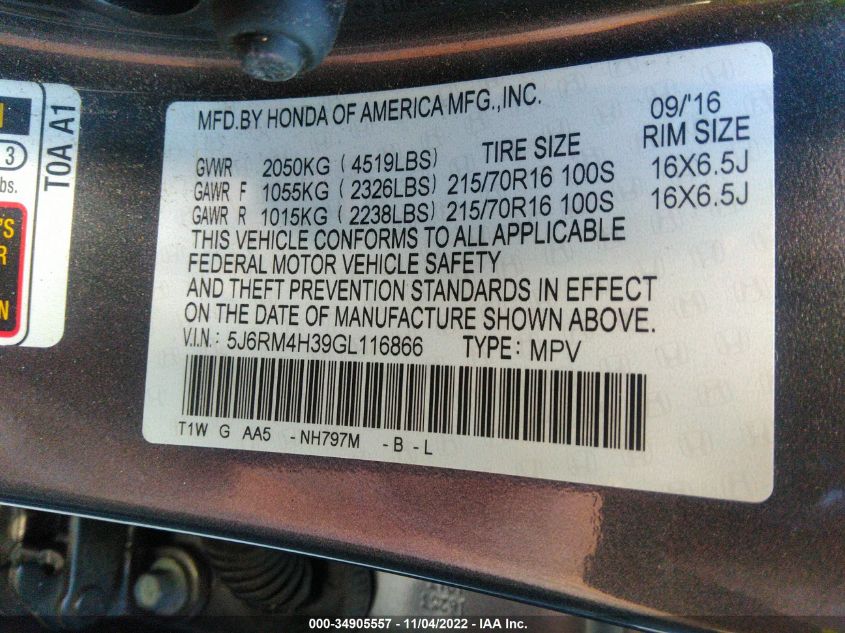 MFD.BY HONDA OF AMERICA MFG.,INC. 09/'16
GVWR 2050KG (4519LBS) TIRE SIZE RIM SIZE
GAWR F 1055KG (2326LBS) 215/70R16 100S 16X6.5J
GAWR R 1015KG (2238LBS) 215/70R16 100S 16X6.5J
THIS VEHICLE CONFORMS TO ALL APPLICABLE
FEDERAL MOTOR VEHICLE SAFETY
AND THEFT PREVENTION STANDARDS IN EFFECT
ON THE DATE OF MANUFACTURE SHOWN ABOVE.
V.I.N.: 5J6RM4H39GL116866 TYPE: MPV
T1W G AA5 -NH797M -B -L
T0A A1
3
bs.
'S
R
N
000-34905557 - 11/04/2022 - IAA Inc.